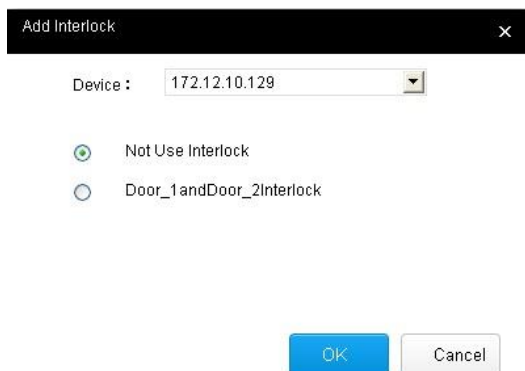 Add Interlock
Device : 172.12.10.129
Not Use Interlock
Door_1andDoor_2Interlock
OK Cancel